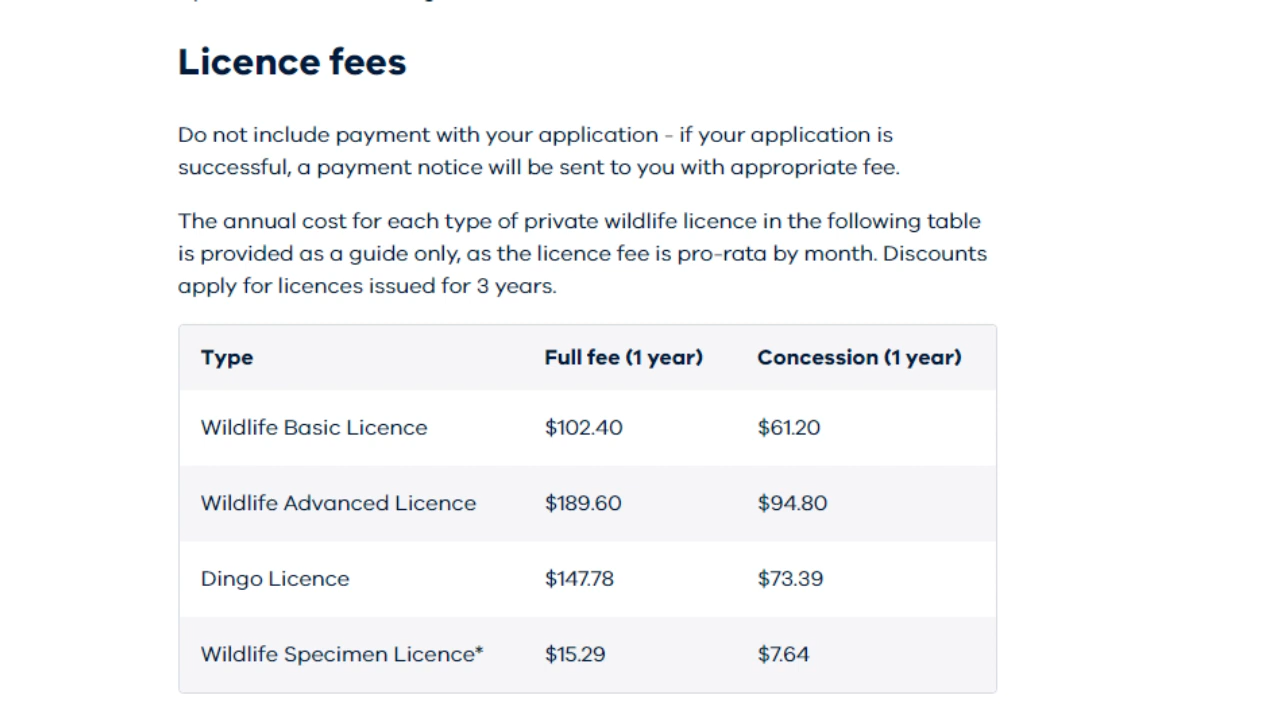 Licence fees
Do not include payment with your application - if your application is
successful, a payment notice will be sent to you with appropriate fee.
The annual cost for each type of private wildlife licence in the following table
is provided as a guide only, as the licence fee is pro-rata by month. Discounts
apply for licences issued for 3 years.
Type Full fee (1 year) Concession (1 year)
Wildlife Basic Licence $102.40 $61.20
Wildlife Advanced Licence $189.60 $94.80
Dingo Licence $147.78 $73.39
Wildlife Specimen Licence* $15.29 $7.64